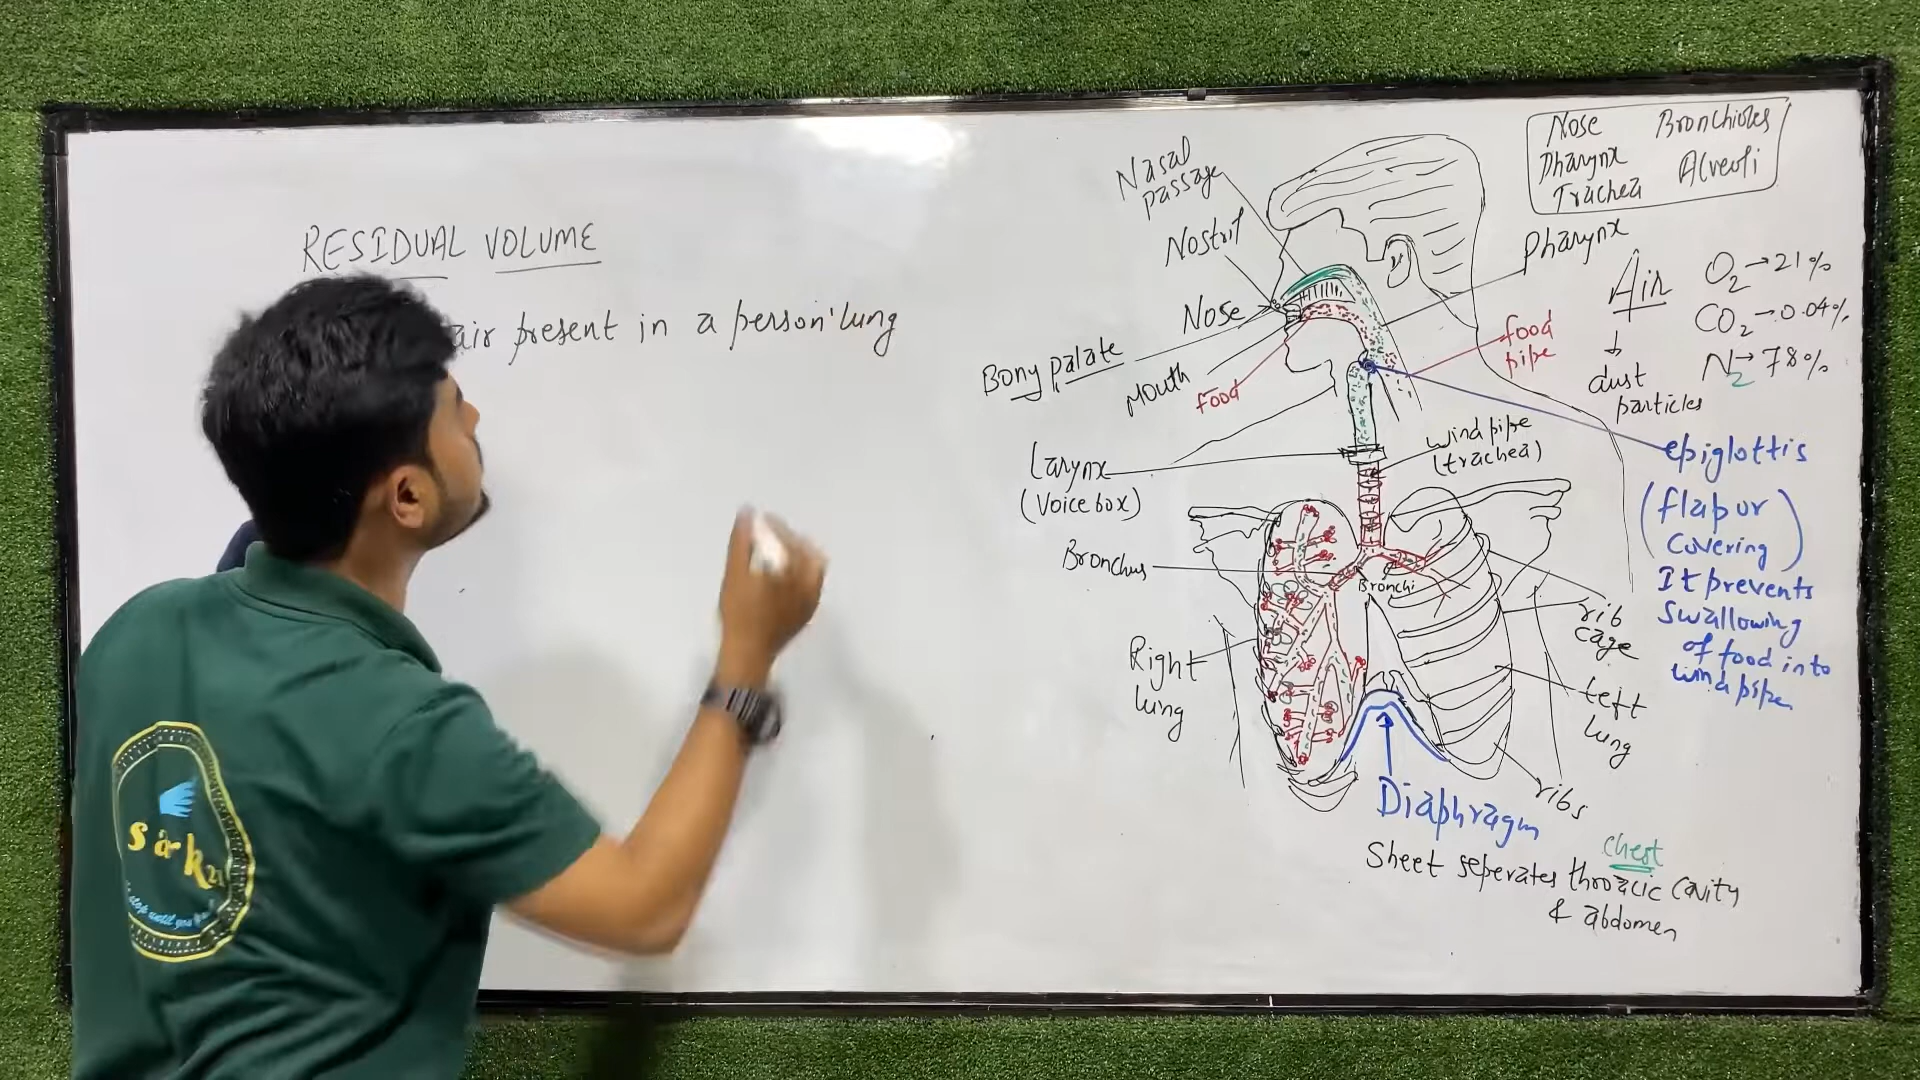 RESIDUAL VOLUME
air present in a person'lung
Nose Bronchioles
Pharynx Alveoli
Trachea
Nasal
passage
Nostril
Nose
Bony palate
Mouth
food
Pharynx
food
pipe
Air
O2→21%
CO2→0.04%
N2→78%
dust
particles
Larynx
(Voice box)
windpipe
(trachea)
epiglottis
(flap or
covering)
It prevents
swallowing
of food into
wind pipe
Bronchus
Bronchi
Right
lung
rib
cage
left
lung
ribs
Diaphragm
Chest
Sheet seperates throacic cavity
& abdomen
sarkar